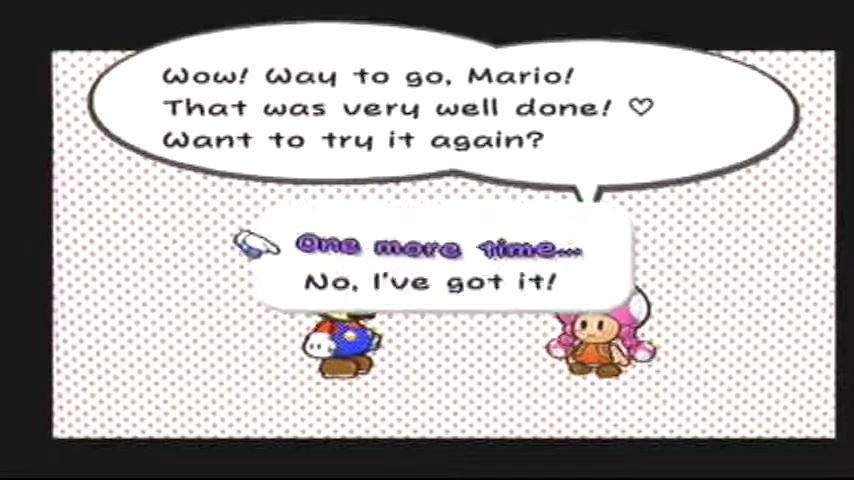 Wow! Way to go, Mario!
That was very well done! ♡
Want to try it again?
One more time...
No, I've got it!